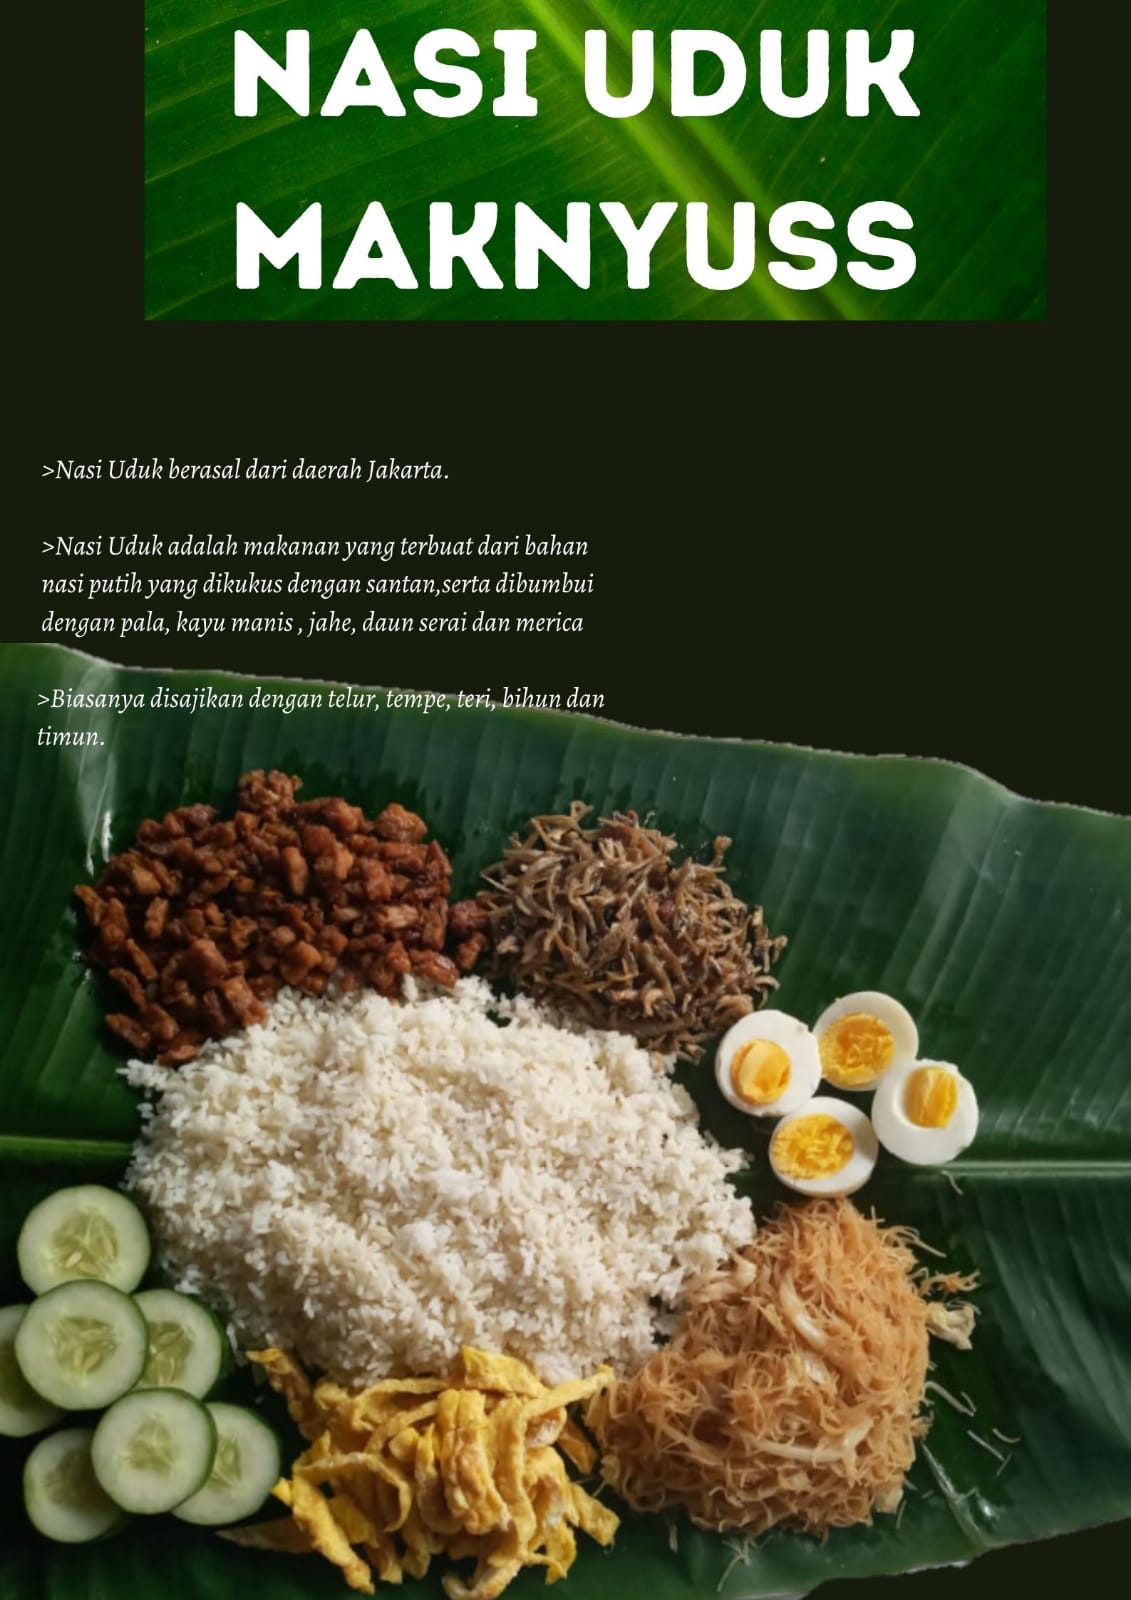 NASI UDUK
MAKNYUSS
>Nasi Uduk berasal dari daerah Jakarta.
>Nasi Uduk adalah makanan yang terbuat dari bahan
nasi putih yang dikukus dengan santan,serta dibumbui
dengan pala, kayu manis , jahe, daun serai dan merica
>Biasanya disajikan dengan telur, tempe, teri, bihun dan
timun.